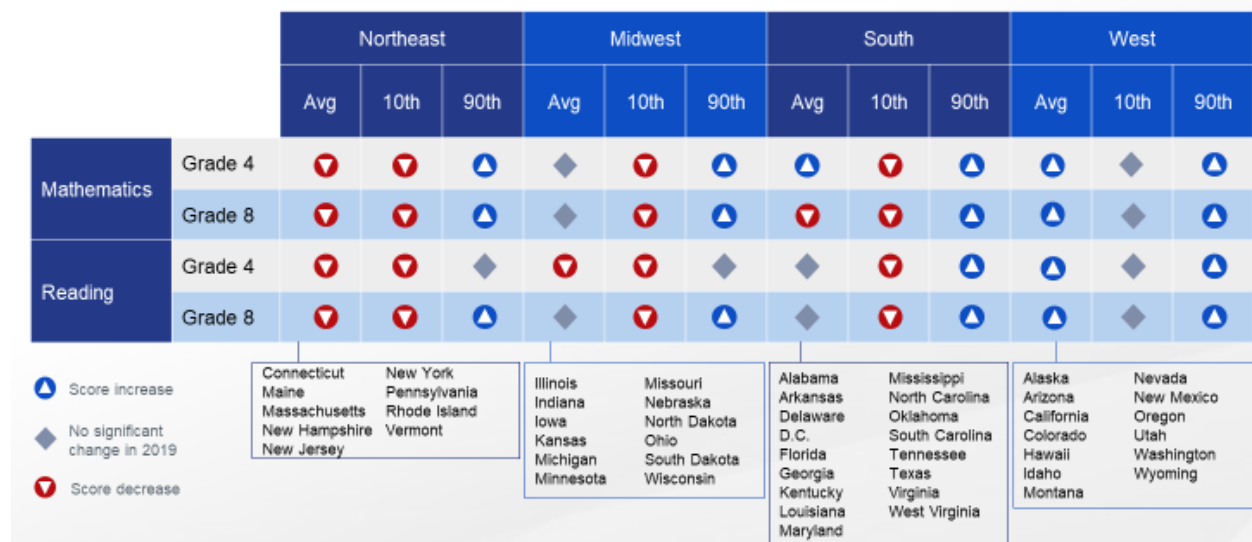 Northeast Midwest South West
Avg 10th 90th Avg 10th 90th Avg 10th 90th Avg 10th 90th
Mathematics
Grade 4
Grade 8
Reading
Grade 4
Grade 8
Score increase
No significant
change in 2019
Score decrease
Connecticut
Maine
Massachusetts
New Hampshire
New Jersey
New York
Pennsylvania
Rhode Island
Vermont
Illinois
Indiana
Iowa
Kansas
Michigan
Minnesota
Missouri
Nebraska
North Dakota
Ohio
South Dakota
Wisconsin
Alabama
Arkansas
Delaware
D.C.
Florida
Georgia
Kentucky
Louisiana
Maryland
Mississippi
North Carolina
Oklahoma
South Carolina
Tennessee
Texas
Virginia
West Virginia
Alaska
Arizona
California
Colorado
Hawaii
Idaho
Montana
Nevada
New Mexico
Oregon
Utah
Washington
Wyoming